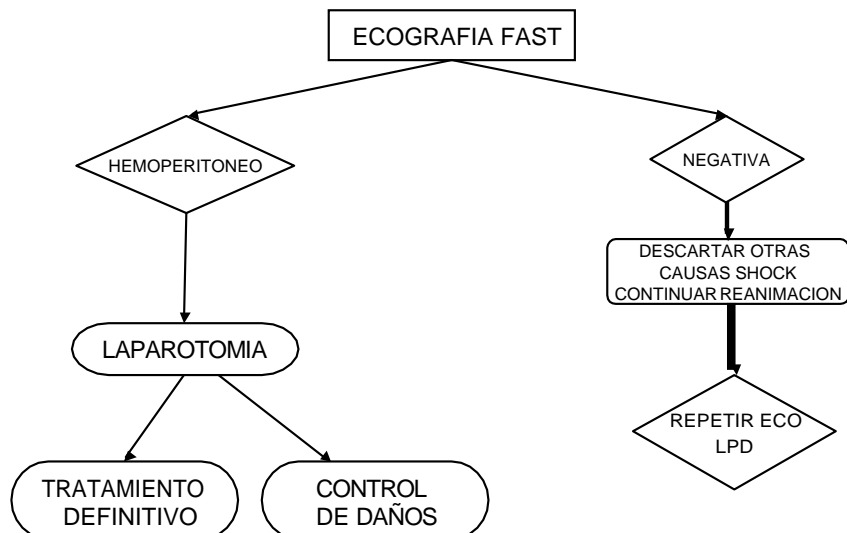 ECOGRAFIA FAST
HEMOPERITONEO
NEGATIVA
DESCARTAR OTRAS
CAUSAS SHOCK
CONTINUAR REANIMACION
LAPAROTOMIA
REPETIR ECO
LPD
TRATAMIENTO
DEFINITIVO
CONTROL
DE DAÑOS